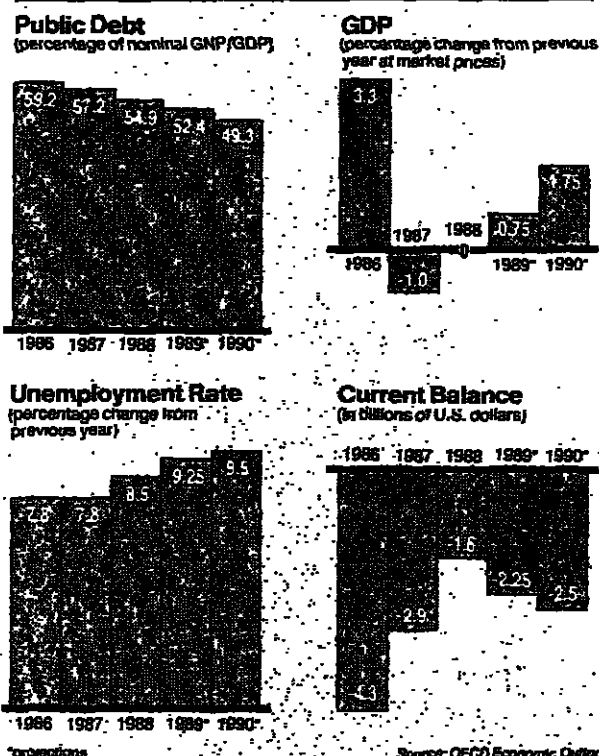 Public Debt
(percentage of nominal GNP/GDP)
59.2 57.2 54.9 52.4 49.3
1986 1987 1988 1989* 1990*
GDP
(percentage change from previous
year at market prices)
3.3
1987 1988 0.75 1.75
0
1986 1989* 1990*
-1.0
Unemployment Rate
(percentage change from
previous year)
7.8 7.8 8.5 9.25 9.5
1986 1987 1988 1989* 1990*
Current Balance
(in billions of U.S. dollars)
1986 1987 1988 1989* 1990*
-4.3 -2.9 -1.6 -2.25 -2.5
*projections
Source: OECD Economic Outlook